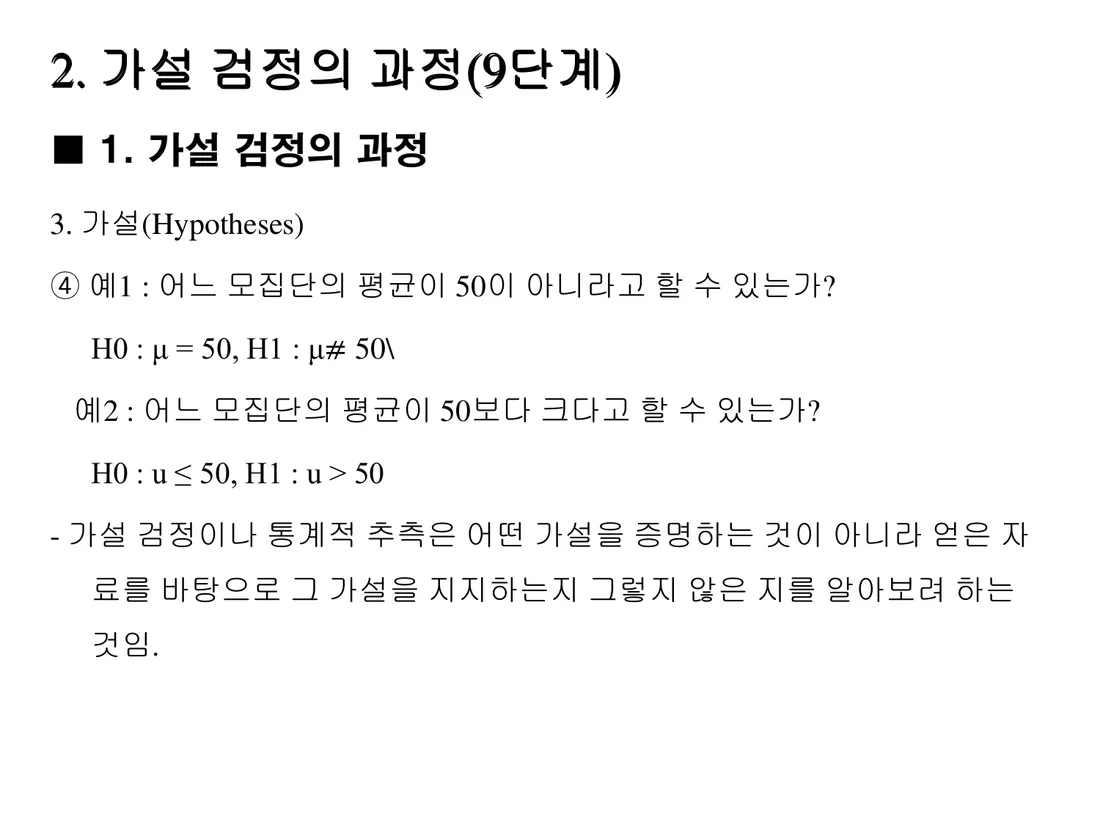 2. 가설 검정의 과정(9단계)
■ 1. 가설 검정의 과정
3. 가설(Hypotheses)
④ 예1 : 어느 모집단의 평균이 50이 아니라고 할 수 있는가?
H0 : μ = 50, H1 : μ≠ 50\
예2 : 어느 모집단의 평균이 50보다 크다고 할 수 있는가?
H0 : u ≤ 50, H1 : u > 50
- 가설 검정이나 통계적 추측은 어떤 가설을 증명하는 것이 아니라 얻은 자
료를 바탕으로 그 가설을 지지하는지 그렇지 않은 지를 알아보려 하는
것임.